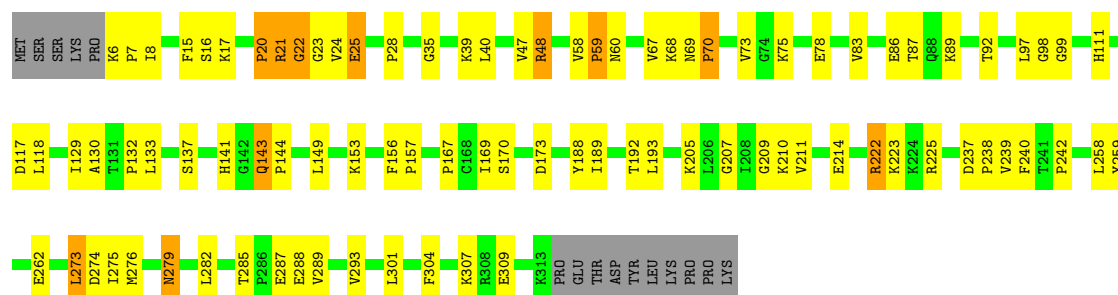 MET SER SER LYS PRO K6 P7 I8 F15 S16 K17 P20 R21 G22 G23 V24 E25 P28 G35 K39 L40 V47 R48 V58 P59 N60 V67 K68 N69 P70 V73 G74 K75 E78 V83 E86 T87 Q88 K89 T92 L97 G98 G99 H111
D117 L118 I129 A130 T131 P132 L133 S137 H141 G142 Q143 P144 L149 K153 F156 P157 P167 C168 I169 S170 D173 Y188 I189 T192 L193 K205 L206 G207 I208 G209 K210 V211 E214 R222 K223 K224 R225 D237 P238 V239 F240 T241 P242 L258 Y259
E262 L273 D274 I275 M276 N279 L282 T285 P286 E287 E288 V289 V293 L301 F304 K307 R308 E309 K313 PRO GLU THR ASP TYR LEU LYS PRO PRO LYS